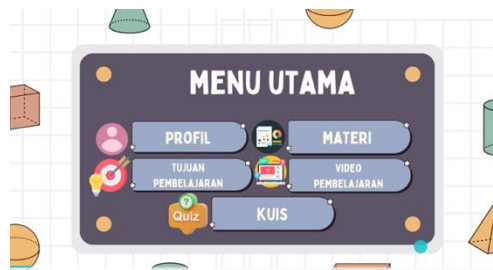 MENU UTAMA
PROFIL
MATERI
TUJUAN
PEMBELAJARAN
VIDEO
PEMBELAJARAN
Quiz
KUIS